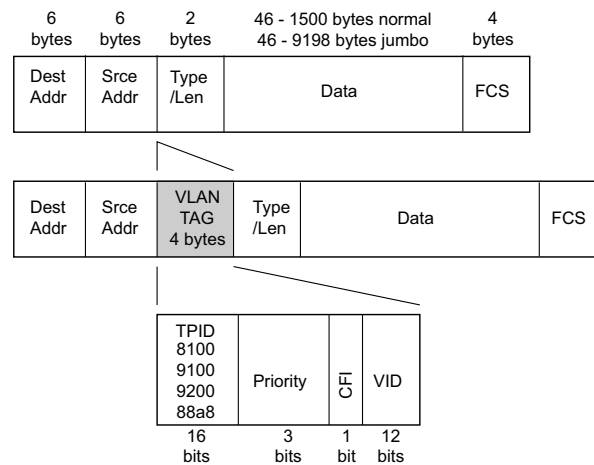 6 bytes
6 bytes
2 bytes
46 - 1500 bytes normal
46 - 9198 bytes jumbo
4 bytes
Dest Addr
Srce Addr
Type /Len
Data
FCS
Dest Addr
Srce Addr
VLAN TAG 4 bytes
Type /Len
Data
FCS
TPID
8100
9100
9200
88a8
Priority
CFI
VID
16 bits
3 bits
1 bit
12 bits